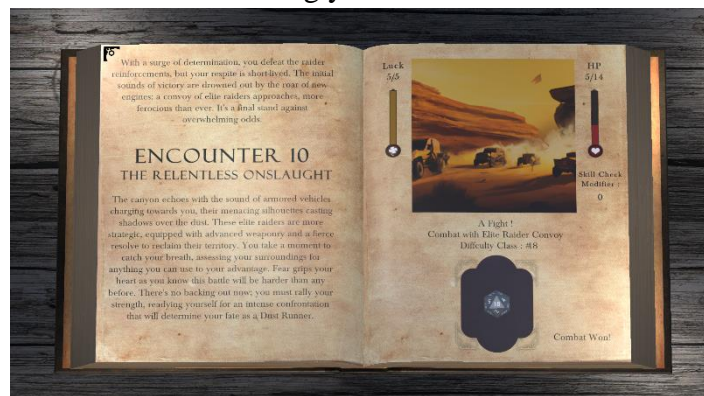 With a surge of determination, you defeat the raider
reinforcements, but your respite is short-lived. The initial
sounds of victory are drowned out by the roar of new
engines: a convoy of elite raiders approaches, more
ferocious than ever. It's a final stand against
overwhelming odds.
ENCOUNTER 10
THE RELENTLESS ONSLAUGHT
The canyon echoes with the sound of armored vehicles
charging towards you, their menacing silhouettes casting
shadows over the dust. These elite raiders are more
strategic, equipped with advanced weaponry and a fierce
resolve to reclaim their territory. You take a moment to
catch your breath, assessing your surroundings for
anything you can use to your advantage. Fear grips your
heart as you know this battle will be harder than any
before. There's no backing out now; you must rally your
strength, readying yourself for an intense confrontation
that will determine your fate as a Dust Runner.
Luck
5/5
HP
5/14
Skill Check
Modifier :
0
A Fight !
Combat with Elite Raider Convoy
Difficulty Class : #8
Combat Won!